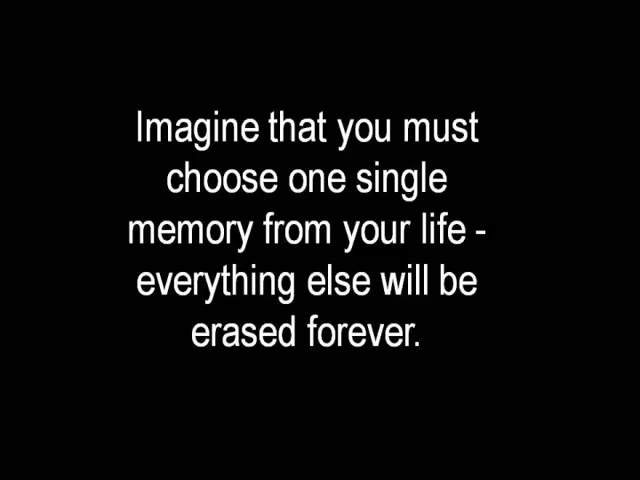 Imagine that you must
choose one single
memory from your life -
everything else will be
erased forever.